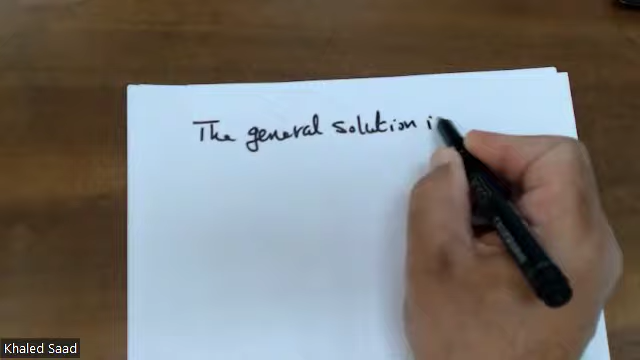 The general solution i
Khaled Saad